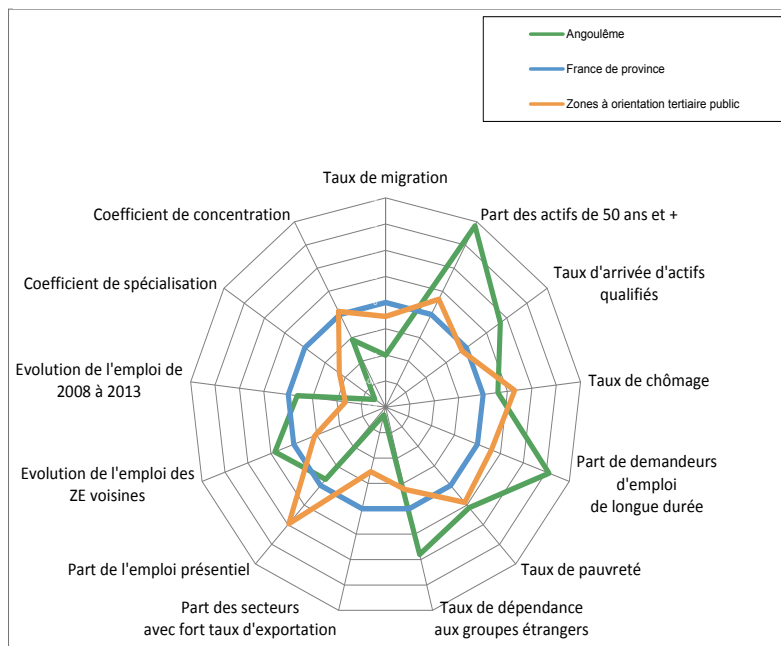 Angoulême
France de province
Zones à orientation tertiaire public
Taux de migration
Part des actifs de 50 ans et +
Taux d'arrivée d'actifs
qualifiés
Taux de chômage
Part de demandeurs
d'emploi
de longue durée
Taux de pauvreté
Taux de dépendance
aux groupes étrangers
Part des secteurs
avec fort taux d'exportation
Part de l'emploi présentiel
Evolution de l'emploi des
ZE voisines
Evolution de l'emploi de
2008 à 2013
Coefficient de spécialisation
Coefficient de concentration